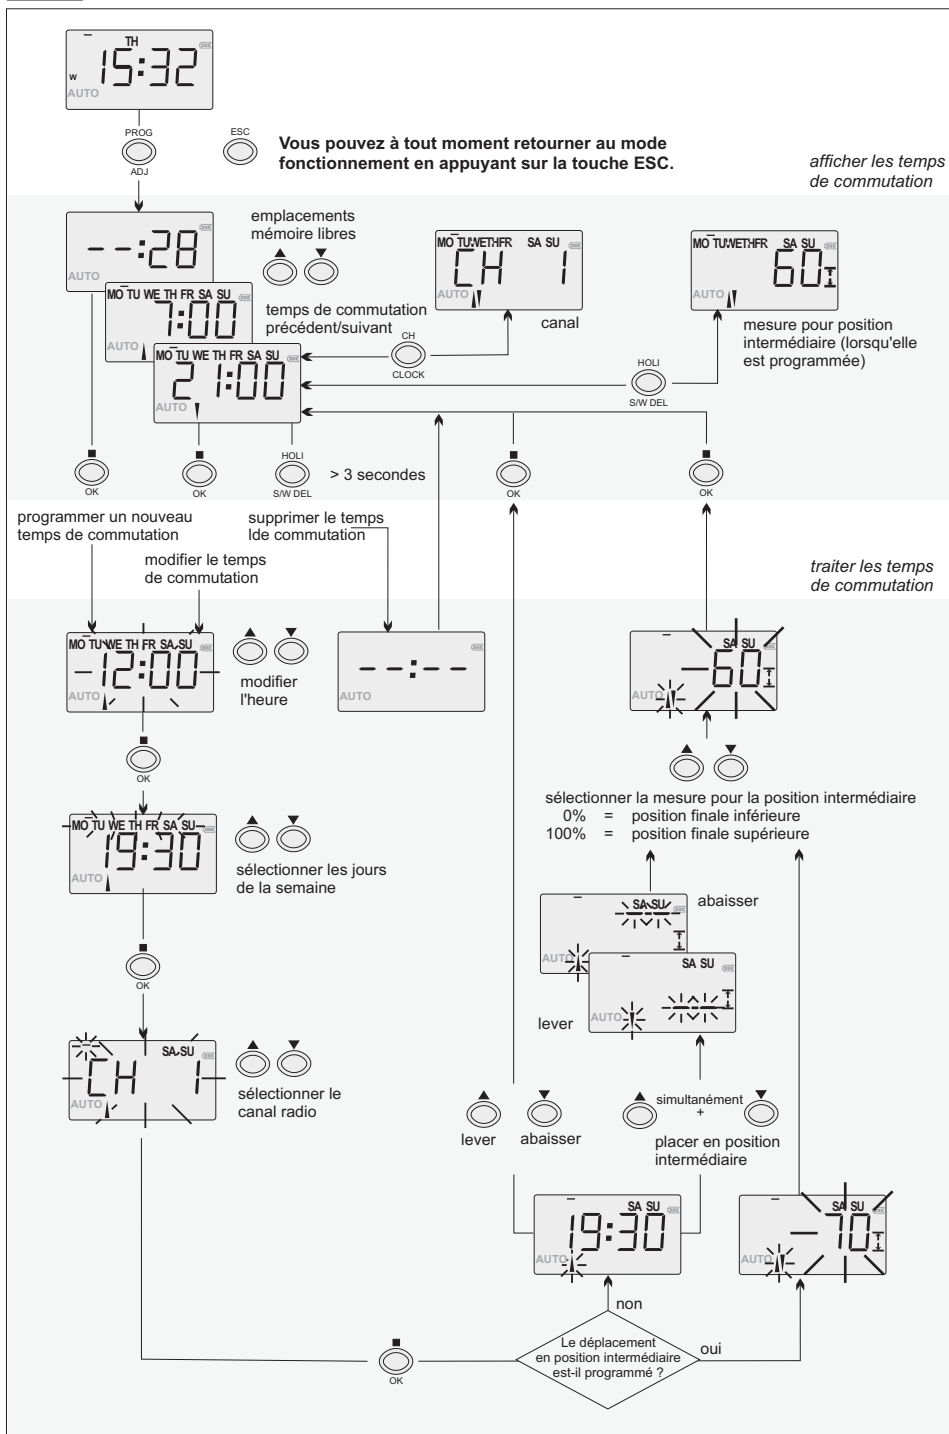 TH
15:32
W
AUTO
PROG
ADJ
ESC
Vous pouvez à tout moment retourner au mode
fonctionnement en appuyant sur la touche ESC.
afficher les temps
de commutation
--:28
AUTO
emplacements
mémoire libres
MO TU WE TH FR SA SU
7:00
AUTO
temps de commutation
précédent/suivant
MO TU WE TH FR SA SU
21:00
AUTO
MO TU WE TH FR SA SU
CH 1
AUTO
canal
CH
CLOCK
MO TU WE TH FR SA SU
60
AUTO
mesure pour position
intermédiaire (lorsqu'elle
est programmée)
HOLI
S/W DEL
OK
OK
HOLI
S/W DEL
> 3 secondes
OK
OK
programmer un nouveau
temps de commutation
modifier le temps
de commutation
supprimer le temps
lde commutation
traiter les temps
de commutation
MO TU WE TH FR SA SU
12:00
AUTO
modifier
l'heure
--:--
AUTO
SA SU
60
AUTO
OK
sélectionner la mesure pour la position intermédiaire
0% = position finale inférieure
100% = position finale supérieure
MO TU WE TH FR SA SU
19:30
AUTO
sélectionner les jours
de la semaine
SA SU
AUTO
abaisser
SA SU
AUTO
lever
OK
SA SU
CH 1
AUTO
sélectionner le
canal radio
lever
abaisser
simultanément
+
placer en position
intermédiaire
SA SU
19:30
AUTO
SA SU
70
AUTO
non
Le déplacement
en position intermédiaire
est-il programmé ?
oui
OK